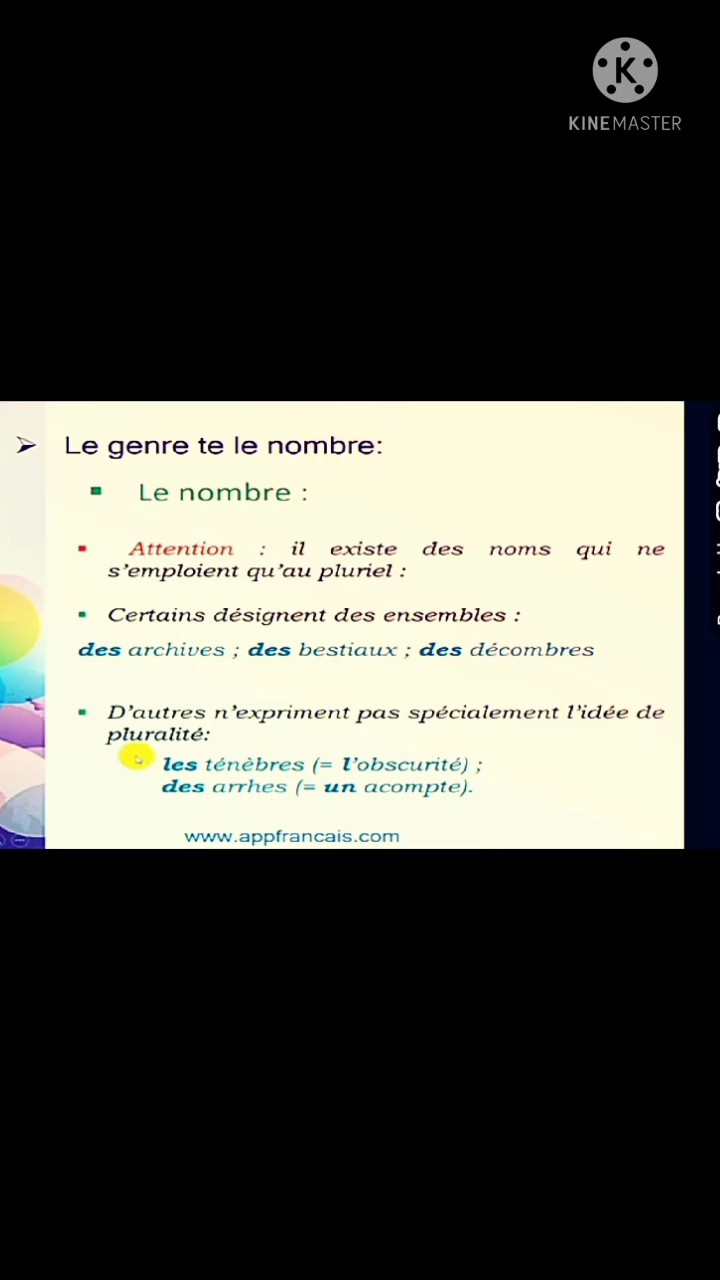 K
KINEMASTER
Le genre te le nombre:
Le nombre :
Attention : il existe des noms qui ne
s'emploient qu'au pluriel :
Certains désignent des ensembles :
des archives ; des bestiaux ; des décombres
D'autres n'expriment pas spécialement l'idée de
pluralité:
les ténèbres (= l'obscurité) ;
des arrhes (= un acompte).
www.appfrancais.com